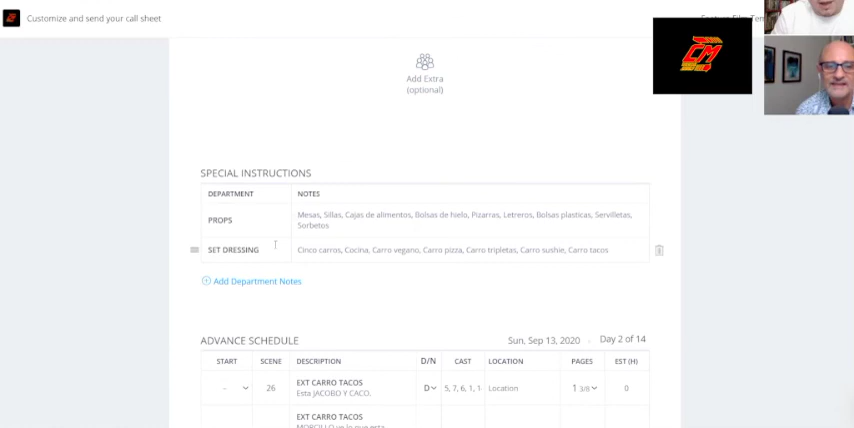 Customize and send your call sheet
CM
Add Extra
(optional)
SPECIAL INSTRUCTIONS
DEPARTMENT NOTES
PROPS
Mesas, Sillas, Cajas de alimentos, Bolsas de hielo, Pizarras, Letreros, Bolsas plasticas, Servilletas,
Sorbetos
SET DRESSING Cinco carros, Cocina, Carro vegano, Carro pizza, Carro tripletas, Carro sushie, Carro tacos
Add Department Notes
ADVANCE SCHEDULE Sun, Sep 13, 2020 Day 2 of 14
START SCENE DESCRIPTION D/N CAST LOCATION PAGES EST (H)
-- 26 EXT CARRO TACOS D 5, 7, 6, 1, 1 Location 1 3/8 0
Esta JACOBO Y CACO.
EXT CARRO TACOS